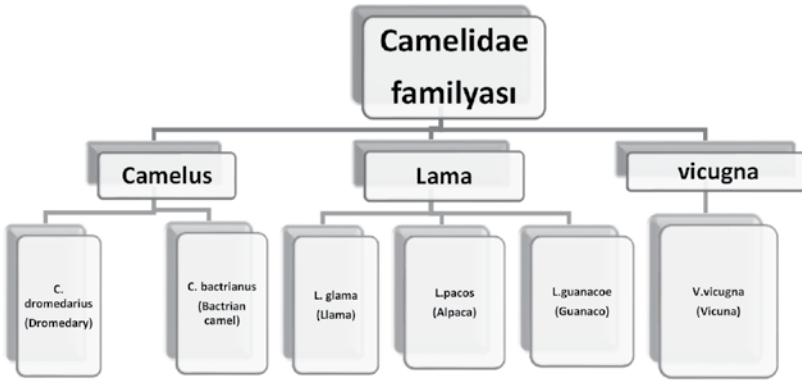 Camelidae
familyası
Camelus
Lama
vicugna
C.
dromedarius
(Dromedary)
C. bactrianus
(Bactrian
camel)
L. glama
(Llama)
L.pacos
(Alpaca)
L.guanacoe
(Guanaco)
V.vicugna
(Vicuna)